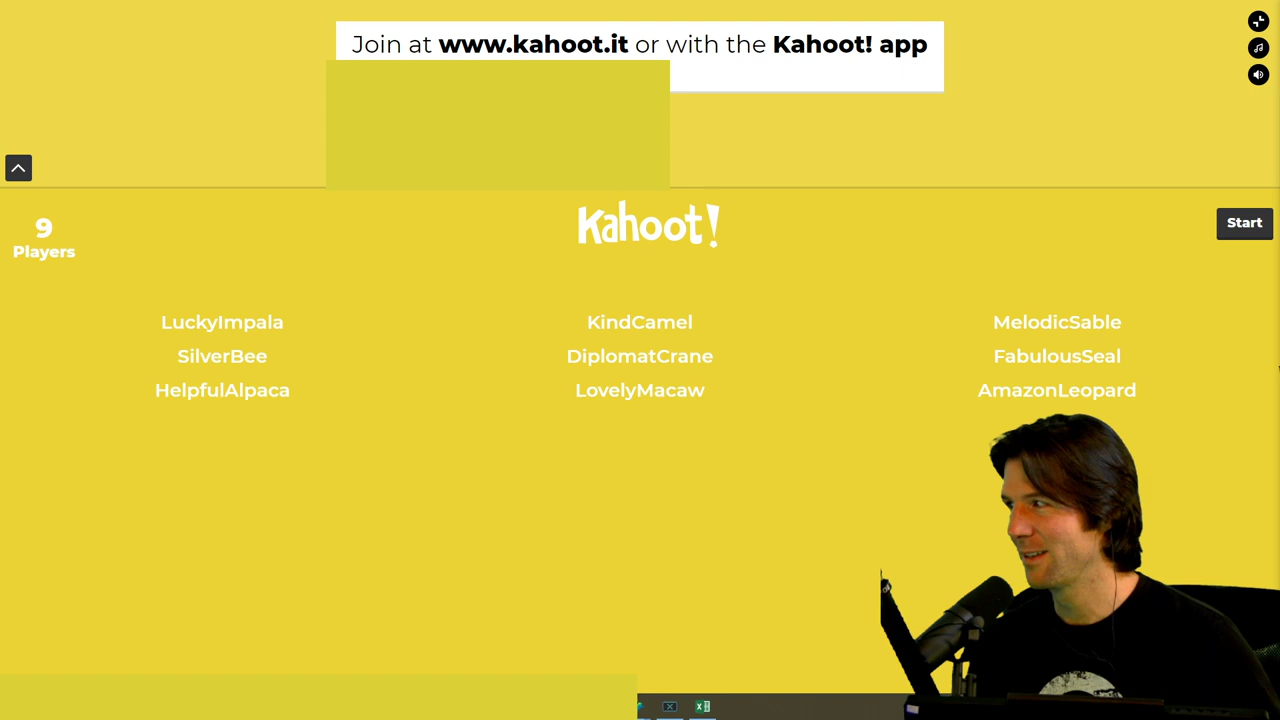 Join at www.kahoot.it or with the Kahoot! app
9
Players
Kahoot!
Start
LuckyImpala KindCamel MelodicSable
SilverBee DiplomatCrane FabulousSeal
HelpfulAlpaca LovelyMacaw AmazonLeopard